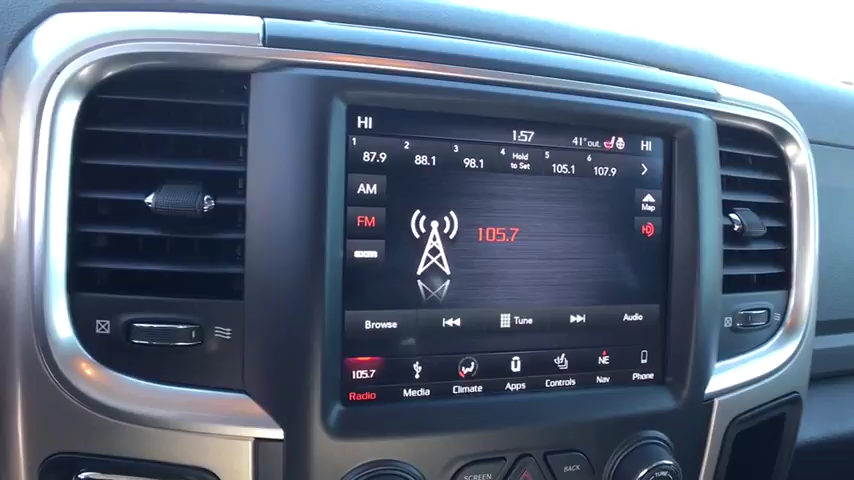 HI 1:57 41° out. HI
1 87.9 2 88.1 3 98.1 4 Hold to Set 5 105.1 6 107.9
AM
Map
FM 105.7 HD
Browse Tune Audio
105.7 NE
Radio Media Climate Apps Controls Nav Phone
SCREEN BACK
TUNE